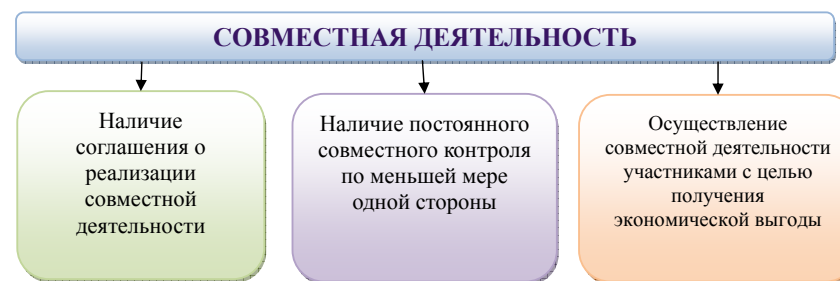 СОВМЕСТНАЯ ДЕЯТЕЛЬНОСТЬ
Наличие
соглашения о
реализации
совместной
деятельности
Наличие постоянного
совместного контроля
по меньшей мере
одной стороны
Осуществление
совместной деятельности
участниками с целью
получения
экономической выгоды